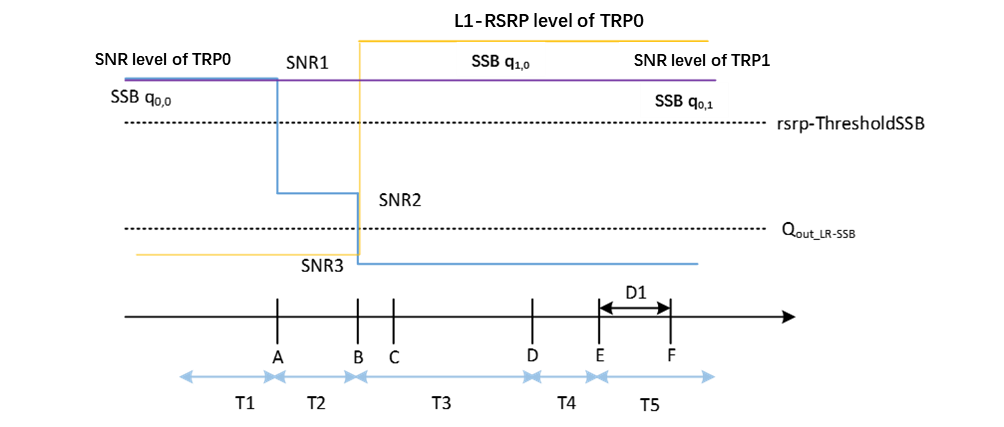 L1-RSRP level of TRP0
SNR level of TRP0
SNR1
SSB q1,0
SNR level of TRP1
SSB q0,0
SSB q0,1
rsrp-ThresholdSSB
SNR2
Qout_LR-SSB
SNR3
D1
A
B
C
D
E
F
T1
T2
T3
T4
T5